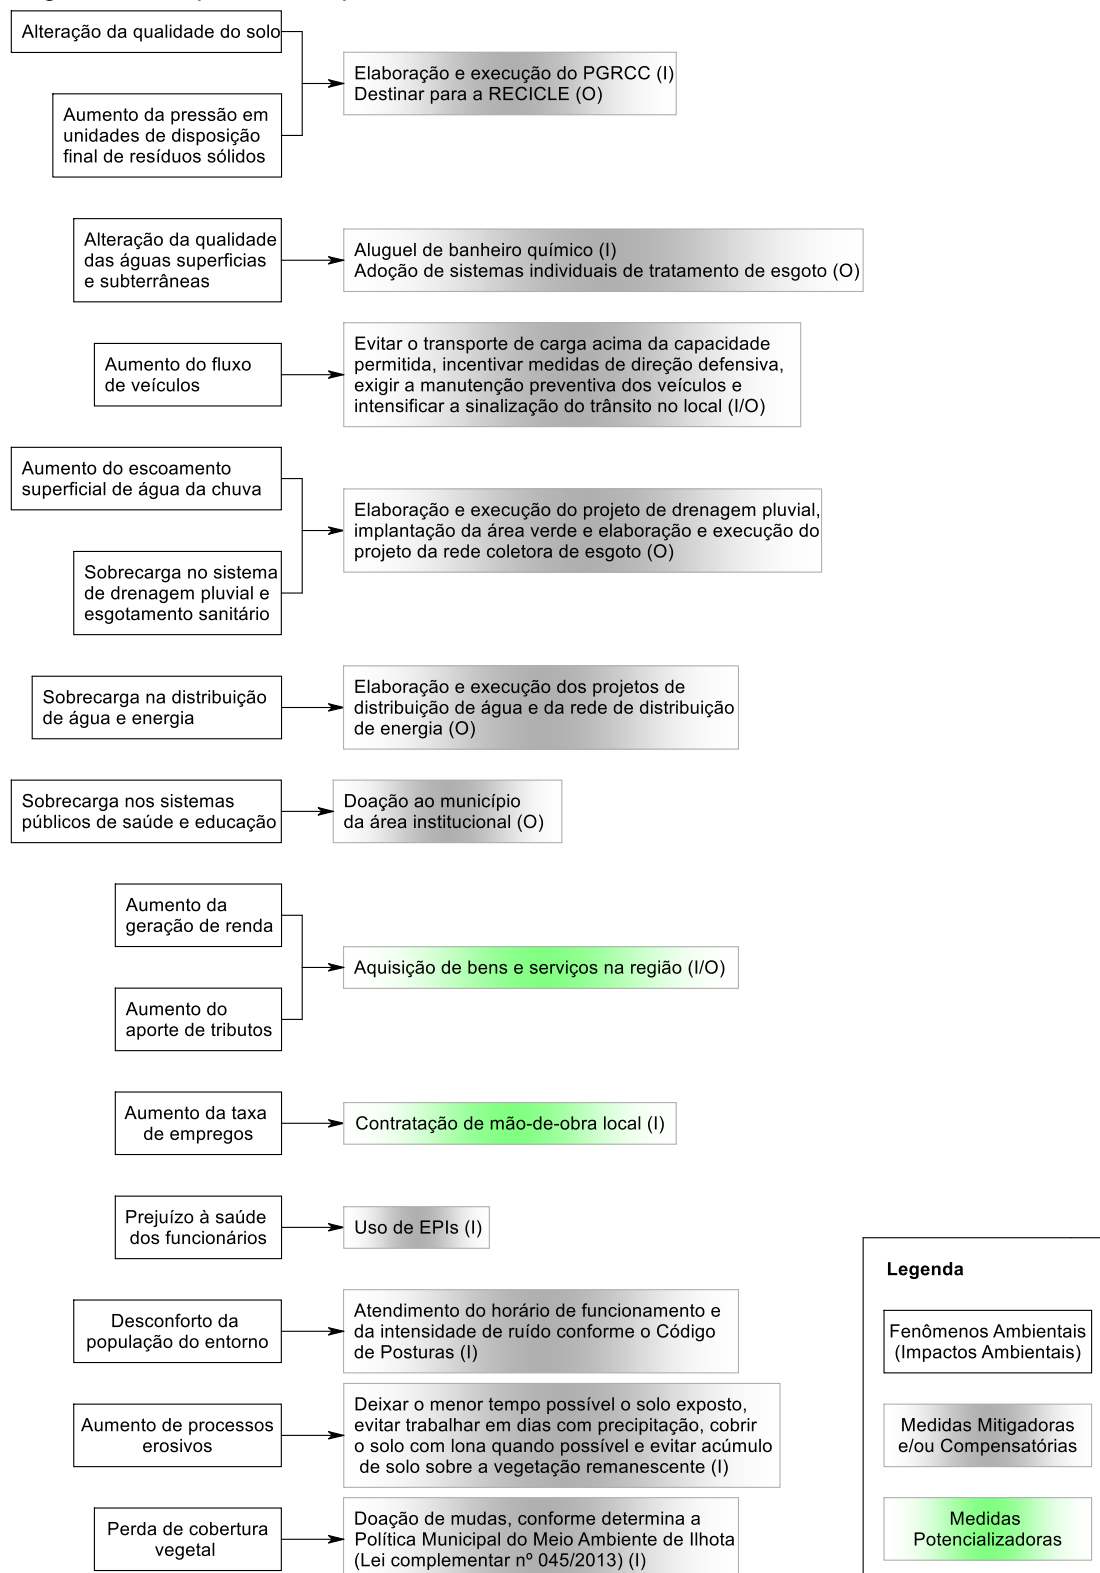 Alteração da qualidade do solo
Elaboração e execução do PGRCC (I)
Destinar para a RECICLE (O)
Aumento da pressão em
unidades de disposição
final de resíduos sólidos
Alteração da qualidade
das águas superficias
e subterrâneas
Aluguel de banheiro químico (I)
Adoção de sistemas individuais de tratamento de esgoto (O)
Aumento do fluxo
de veículos
Evitar o transporte de carga acima da capacidade
permitida, incentivar medidas de direção defensiva,
exigir a manutenção preventiva dos veículos e
intensificar a sinalização do trânsito no local (I/O)
Aumento do escoamento
superficial de água da chuva
Elaboração e execução do projeto de drenagem pluvial,
implantação da área verde e elaboração e execução do
projeto da rede coletora de esgoto (O)
Sobrecarga no sistema
de drenagem pluvial e
esgotamento sanitário
Sobrecarga na distribuição
de água e energia
Elaboração e execução dos projetos de
distribuição de água e da rede de distribuição
de energia (O)
Sobrecarga nos sistemas
públicos de saúde e educação
Doação ao município
da área institucional (O)
Aumento da
geração de renda
Aquisição de bens e serviços na região (I/O)
Aumento do
aporte de tributos
Aumento da taxa
de empregos
Contratação de mão-de-obra local (I)
Prejuízo à saúde
dos funcionários
Uso de EPIs (I)
Desconforto da
população do entorno
Atendimento do horário de funcionamento e
da intensidade de ruído conforme o Código
de Posturas (I)
Aumento de processos
erosivos
Deixar o menor tempo possível o solo exposto,
evitar trabalhar em dias com precipitação, cobrir
o solo com lona quando possível e evitar acúmulo
de solo sobre a vegetação remanescente (I)
Perda de cobertura
vegetal
Doação de mudas, conforme determina a
Política Municipal do Meio Ambiente de Ilhota
(Lei complementar nº 045/2013) (I)
Legenda
Fenômenos Ambientais
(Impactos Ambientais)
Medidas Mitigadoras
e/ou Compensatórias
Medidas
Potencializadoras